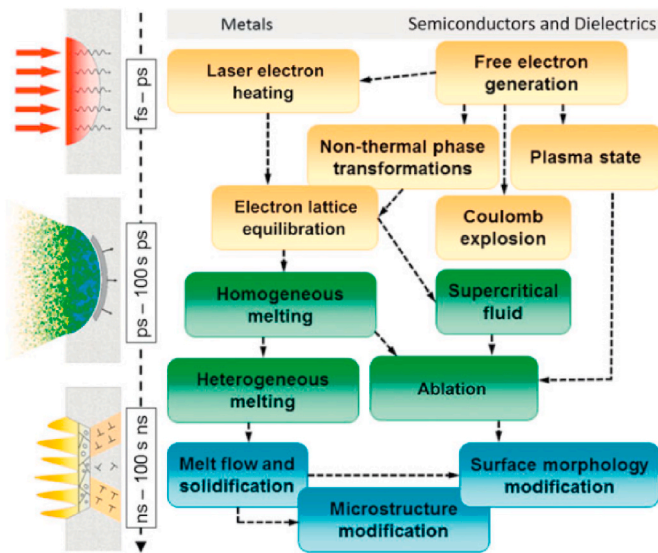 Metals
Semiconductors and Dielectrics
Laser electron
heating
Free electron
generation
fs – ps
Non-thermal phase
transformations
Plasma state
Electron lattice
equilibration
Coulomb
explosion
ps – 100s ps
Homogeneous
melting
Supercritical
fluid
Heterogeneous
melting
Ablation
ns – 100s ns
Melt flow and
solidification
Surface morphology
modification
Microstructure
modification